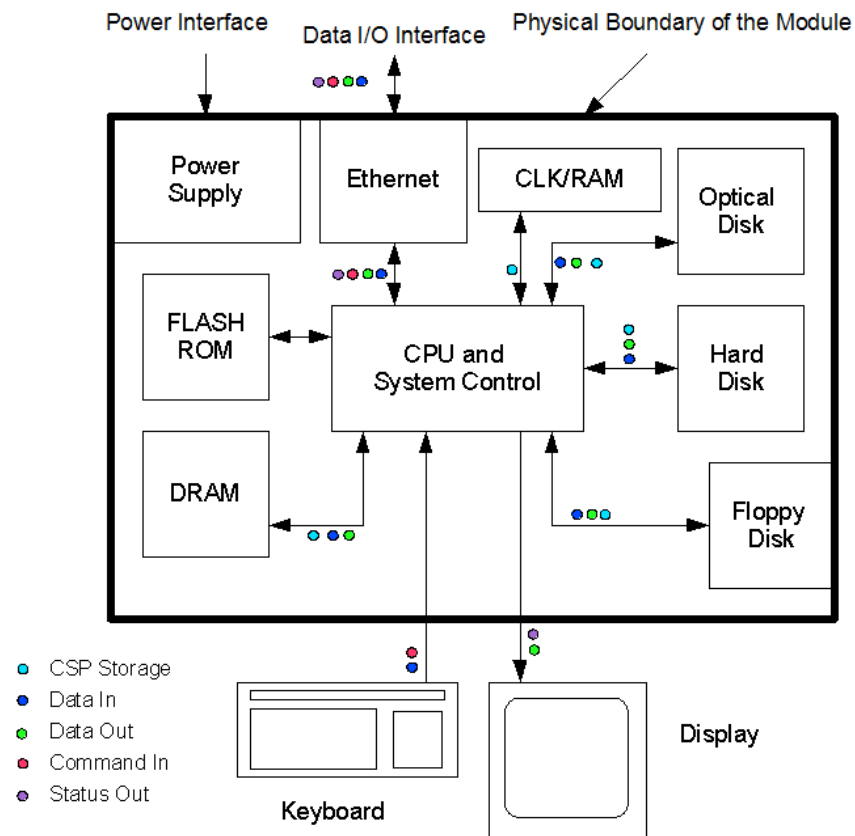 Power Interface
Data I/O Interface
Physical Boundary of the Module
Power
Supply
Ethernet
CLK/RAM
Optical
Disk
FLASH
ROM
CPU and
System Control
Hard
Disk
DRAM
Floppy
Disk
CSP Storage
Data In
Data Out
Command In
Status Out
Keyboard
Display